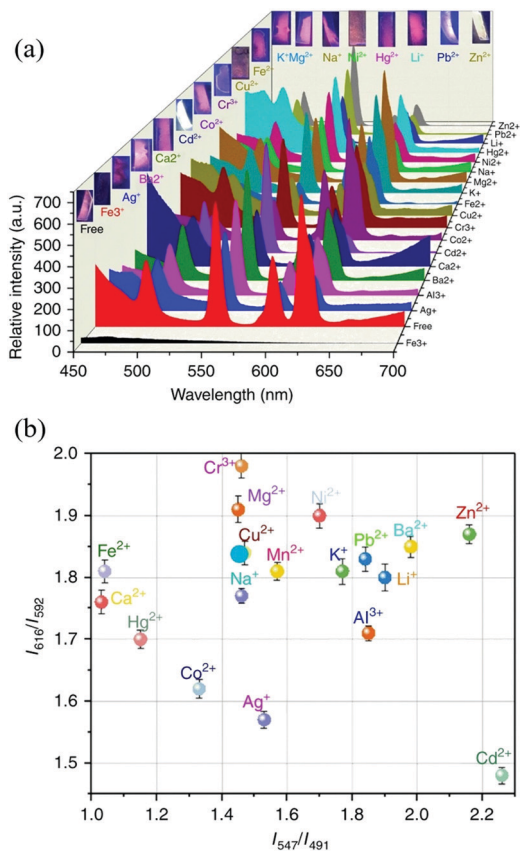 (a)
K⁺ Mg²⁺ Na⁺ Ni²⁺ Hg²⁺ Li⁺ Pb²⁺ Zn²⁺
Fe²⁺
Cu²⁺
Cr³⁺
Co²⁺
Cd²⁺
Ca²⁺
Ba2⁺
Ag⁺
Fe3⁺
Free
Zn2+
Pb2+
Li+
Hg2+
Ni2+
Na+
Mg2+
K+
Fe2+
Cu2+
Cr3+
Co2+
Cd2+
Ca2+
Ba2+
Al3+
Ag+
Free
Fe3+
Relative intensity (a.u.)
700
600
500
400
300
200
100
0
450 500 550 600 650 700
Wavelength (nm)
(b)
I₆₁₆/I₅₉₂
2.0
1.9
1.8
1.7
1.6
1.5
Cr³⁺
Mg²⁺
Ni²⁺
Zn²⁺
Cu²⁺
Fe²⁺
Mn²⁺
K⁺
Pb²⁺
Ba²⁺
Na⁺
Li⁺
Ca²⁺
Hg²⁺
Al³⁺
Co²⁺
Ag⁺
Cd²⁺
1.0 1.2 1.4 1.6 1.8 2.0 2.2
I₅₄₇/I₄₉₁